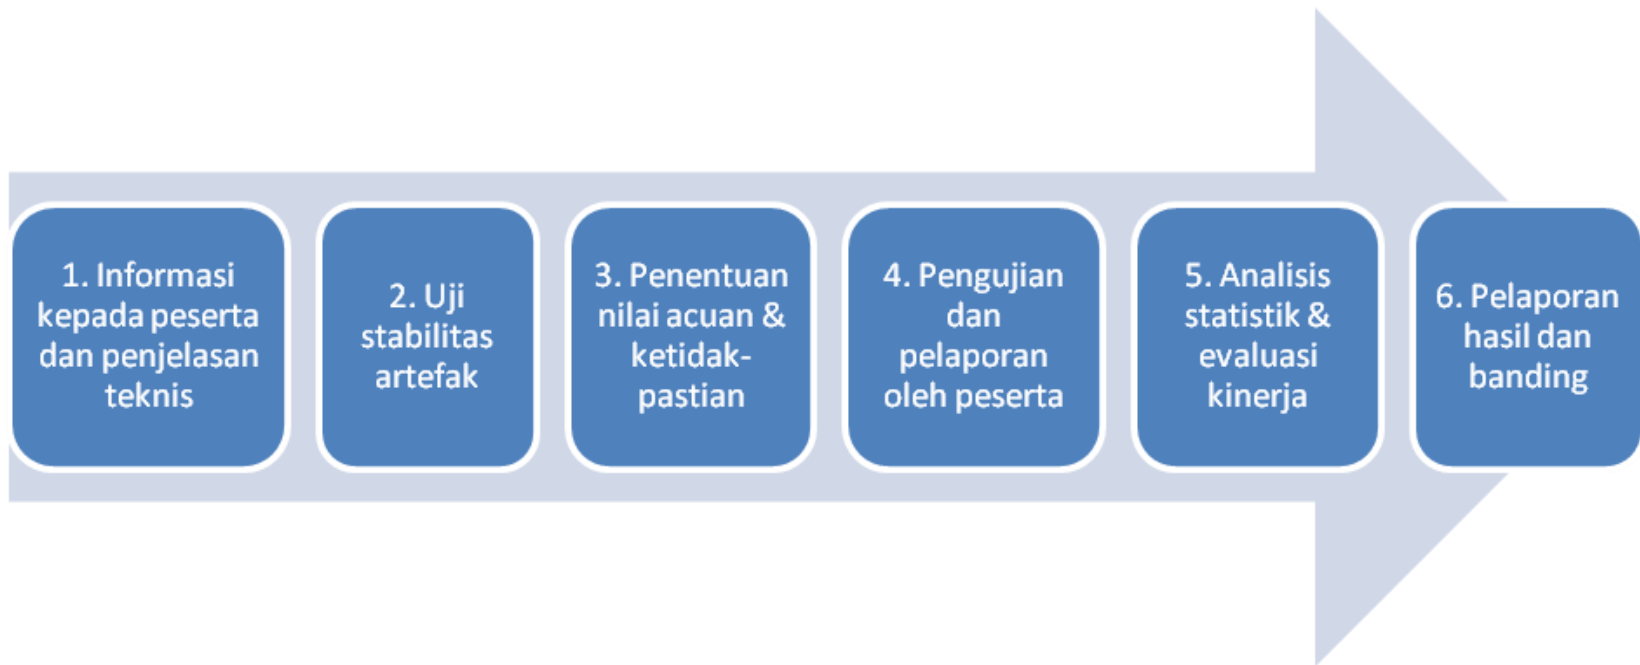 1. Informasi
kepada peserta
dan penjelasan
teknis
2. Uji
stabilitas
artefak
3. Penentuan
nilai acuan &
ketidak-
pastian
4. Pengujian
dan
pelaporan
oleh peserta
5. Analisis
statistik &
evaluasi
kinerja
6. Pelaporan
hasil dan
banding